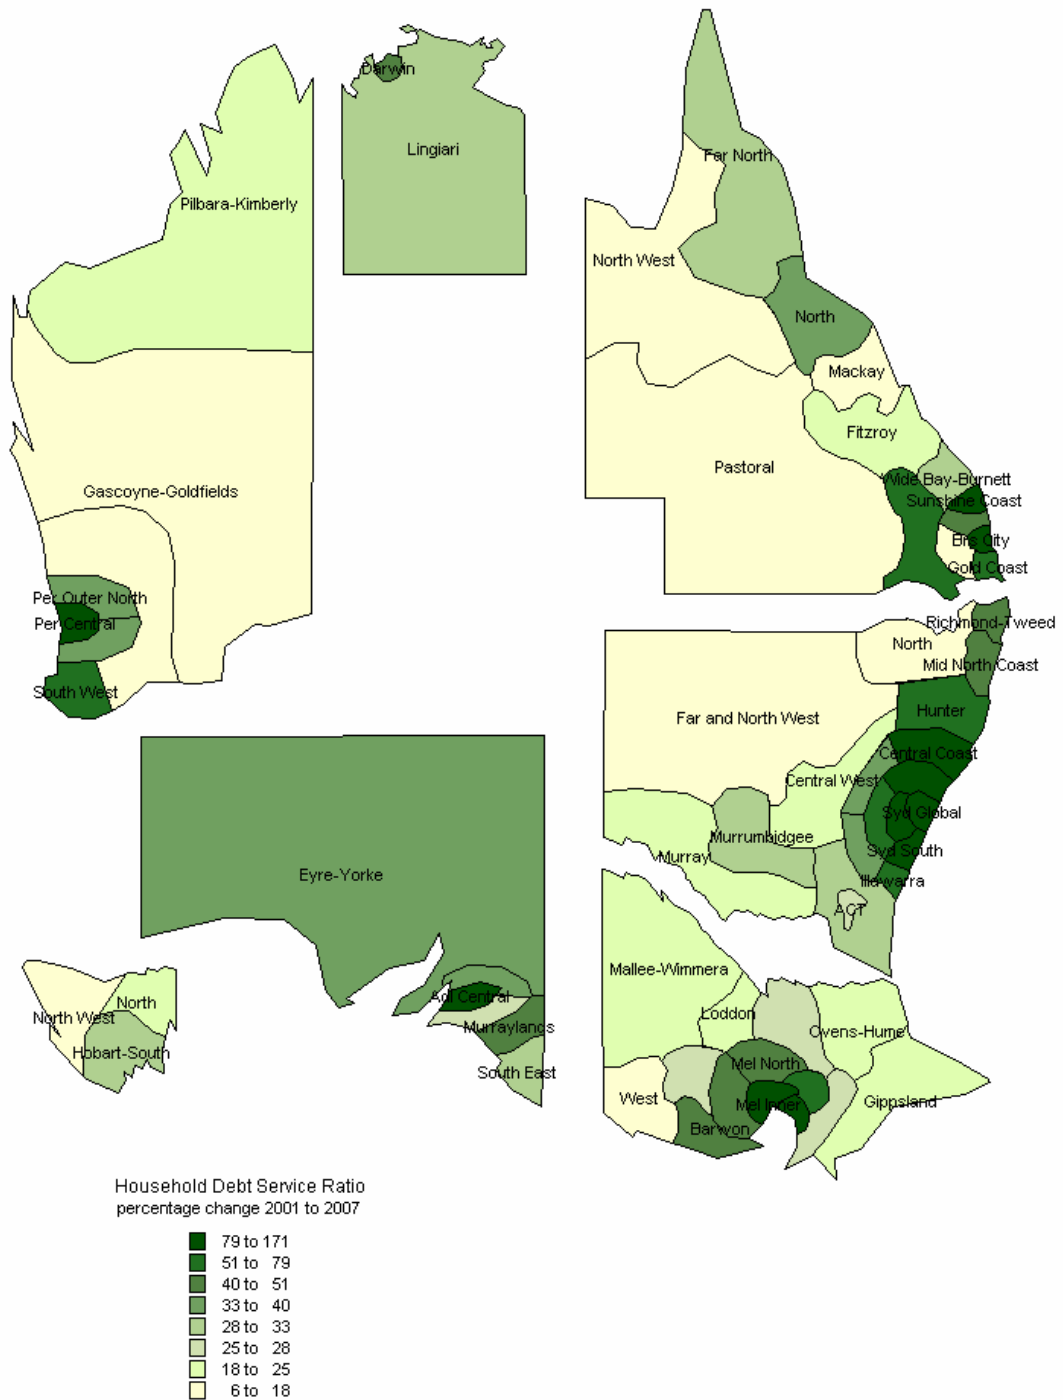 Darwin
Lingiari
Far North
Pilbara-Kimberly
North West
North
Mackay
Fitzroy
Pastoral
Wide Bay-Burnett
Gascoyne-Goldfields
Sunshine Coast
Brs City
Gold Coast
Per Outer North
Per Central
Richmond-Tweed
North
Mid North Coast
South West
Hunter
Far and North West
Central Coast
Central West
Syd Global
Murrumbidgee
Syd South
Murray
Illawarra
Eyre-Yorke
ACT
Mallee-Wimmera
Adl Central
North
Loddon
North West
Murraylands
Ovens-Hume
Hobart-South
Mel North
South East
West
Mel Inner
Gippsland
Barwon
Household Debt Service Ratio
percentage change 2001 to 2007
79 to 171
51 to 79
40 to 51
33 to 40
28 to 33
25 to 28
18 to 25
6 to 18